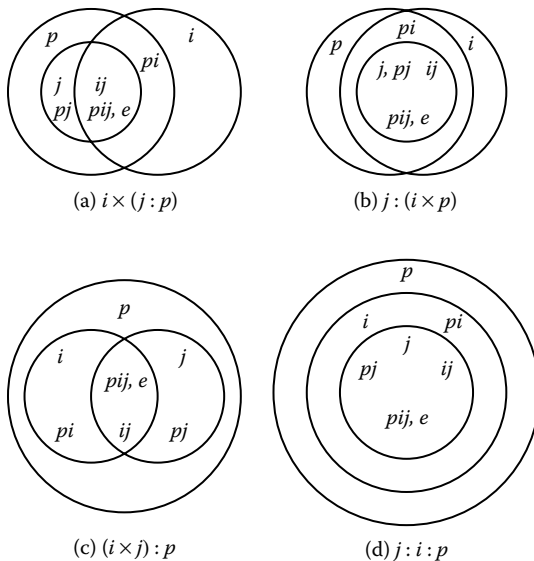 p
i
pi
j
ij
pj
pij, e
(a) i × (j : p)
pi
p
i
j, pj ij
pij, e
(b) j : (i × p)
p
i
j
pij, e
pi
ij
pj
(c) (i × j) : p
p
i
pi
j
pj
ij
pij, e
(d) j : i : p